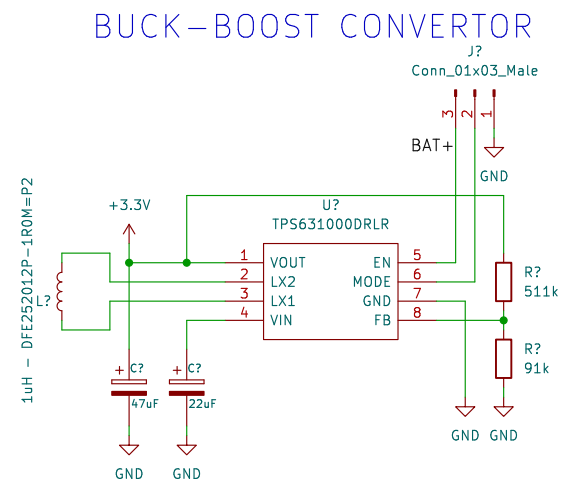 BUCK-BOOST CONVERTOR
J?
Conn_01x03_Male
3
2
1
BAT+
GND
+3.3V
U?
TPS631000DRLR
1 VOUT
2 LX2
3 LX1
4 VIN
EN 5
MODE 6
GND 7
FB 8
R?
511k
R?
91k
L?
1uH - DFE252012P-1R0M=P2
+ C?
47uF
+ C?
22uF
GND
GND
GND
GND